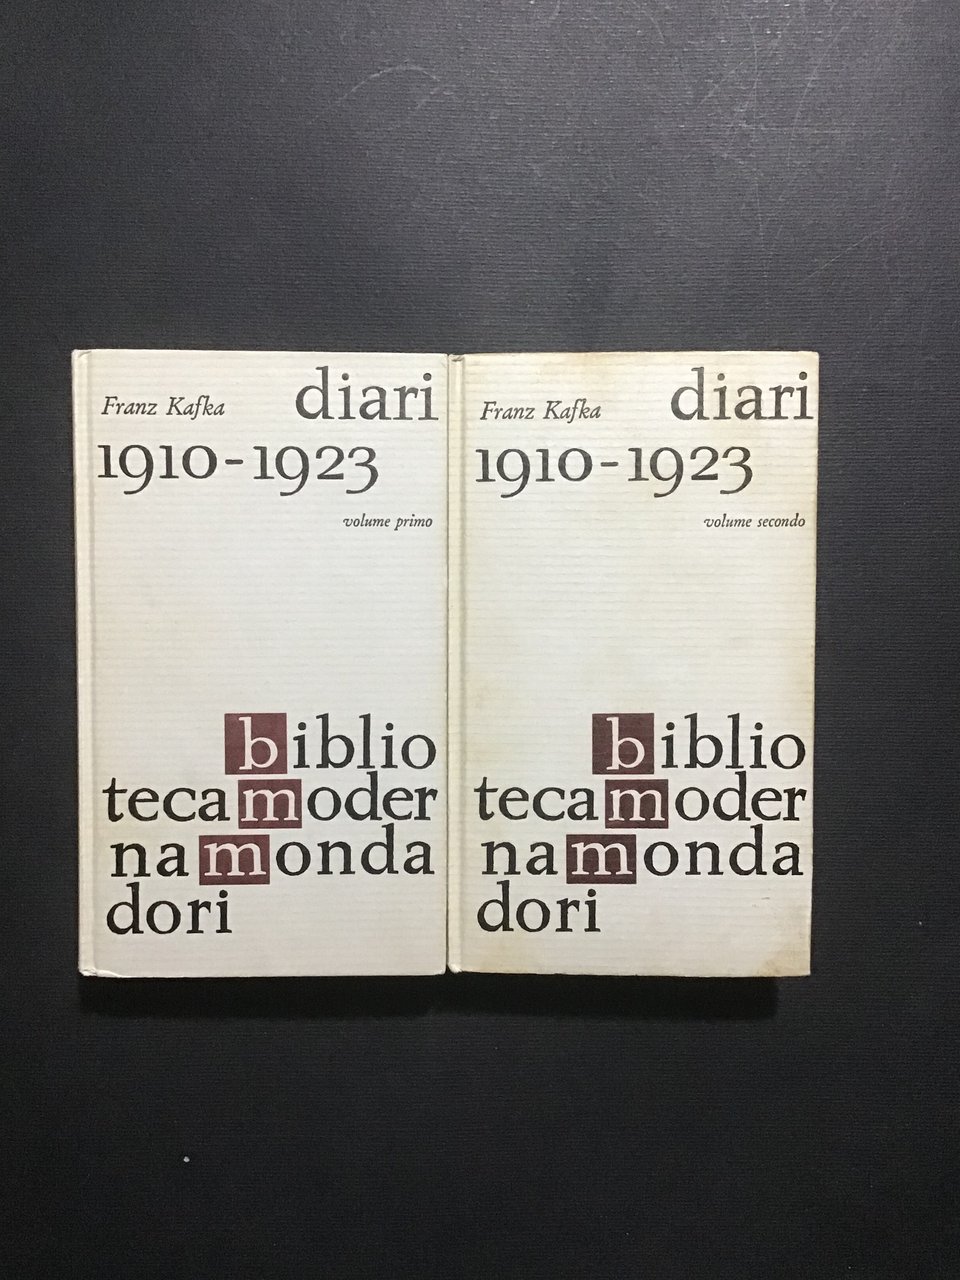 Franz Kafka diari
1910-1923
volume primo
biblio
tecamoder
namonda
dori
Franz Kafka diari
1910-1923
volume secondo
biblio
tecamoder
namonda
dori